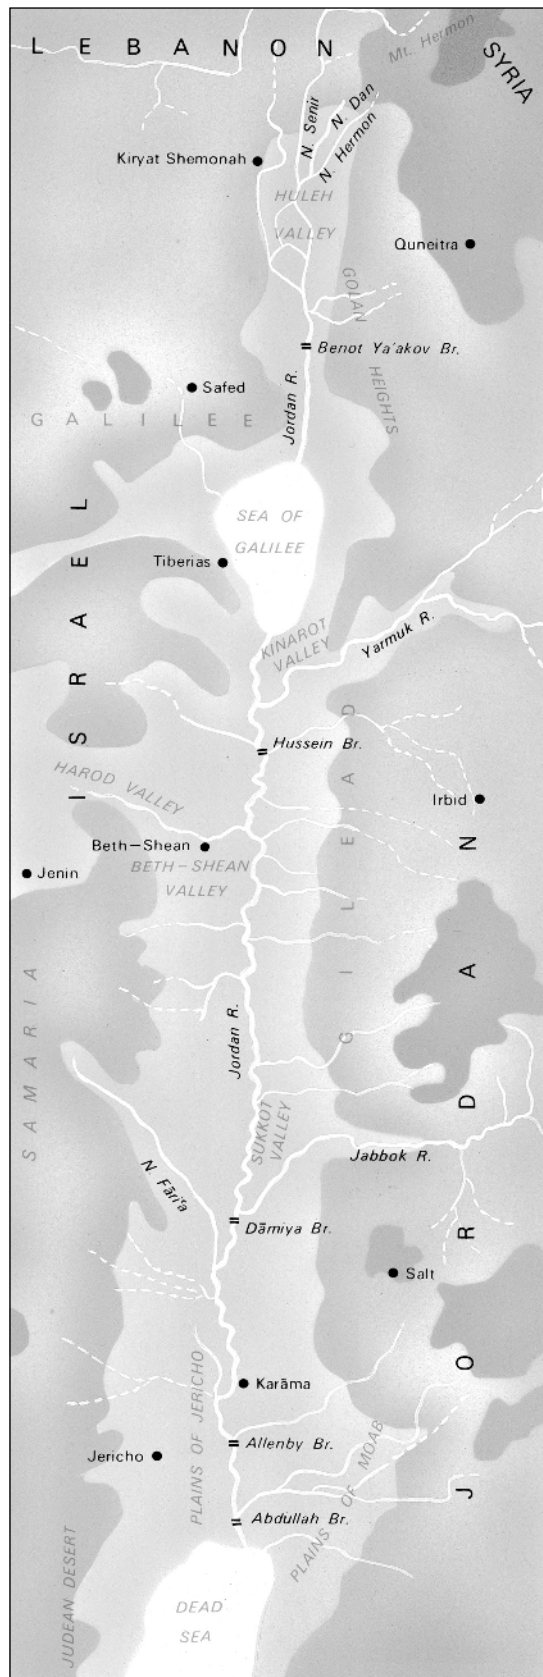 LEBANON
Mt. Hermon
SYRIA
N. Senir
N. Dan
N. Hermon
Kiryat Shemonah
HULEH
VALLEY
Quneitra
GOLAN
HEIGHTS
Benot Ya'akov Br.
Jordan R.
Safed
GALILEE
SEA OF
GALILEE
ISRAEL
Tiberias
KINAROT
VALLEY
Yarmuk R.
Hussein Br.
HAROD VALLEY
Irbid
Beth–Shean
BETH–SHEAN
VALLEY
Jenin
GILEAD
JORDAN
SAMARIA
Jordan R.
SUKKOT
VALLEY
Jabbok R.
N. Fāri'a
Dāmiya Br.
Salt
Karāma
PLAINS OF JERICHO
Allenby Br.
Jericho
PLAINS OF MOAB
Abdullah Br.
JUDEAN DESERT
DEAD
SEA